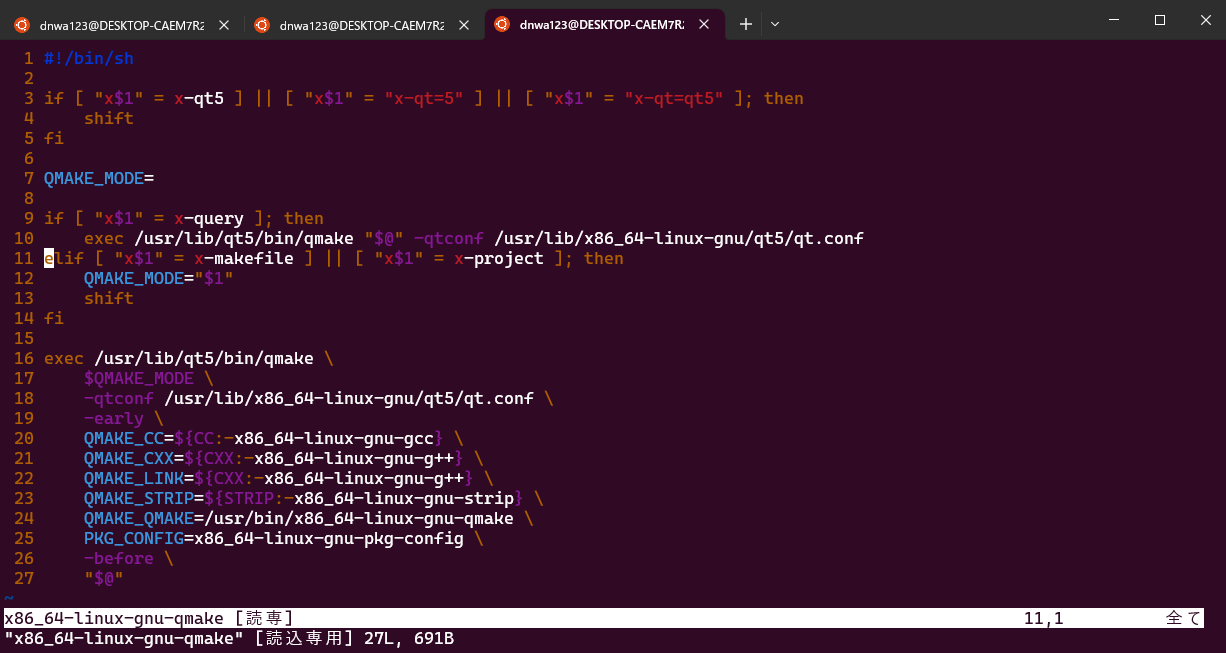 dnwa123@DESKTOP-CAEM7R2 dnwa123@DESKTOP-CAEM7R2 dnwa123@DESKTOP-CAEM7R2
1 #!/bin/sh
2
3 if [ "x$1" = x-qt5 ] || [ "x$1" = "x-qt=5" ] || [ "x$1" = "x-qt=qt5" ]; then
4     shift
5 fi
6
7 QMAKE_MODE=
8
9 if [ "x$1" = x-query ]; then
10     exec /usr/lib/qt5/bin/qmake "$@" -qtconf /usr/lib/x86_64-linux-gnu/qt5/qt.conf
11 elif [ "x$1" = x-makefile ] || [ "x$1" = x-project ]; then
12     QMAKE_MODE="$1"
13     shift
14 fi
15
16 exec /usr/lib/qt5/bin/qmake \
17     $QMAKE_MODE \
18     -qtconf /usr/lib/x86_64-linux-gnu/qt5/qt.conf \
19     -early \
20     QMAKE_CC=${CC:-x86_64-linux-gnu-gcc} \
21     QMAKE_CXX=${CXX:-x86_64-linux-gnu-g++} \
22     QMAKE_LINK=${CXX:-x86_64-linux-gnu-g++} \
23     QMAKE_STRIP=${STRIP:-x86_64-linux-gnu-strip} \
24     QMAKE_QMAKE=/usr/bin/x86_64-linux-gnu-qmake \
25     PKG_CONFIG=x86_64-linux-gnu-pkg-config \
26     -before \
27     "$@"
~
x86_64-linux-gnu-qmake [読専] 11,1 全て
"x86_64-linux-gnu-qmake" [読込専用] 27L, 691B